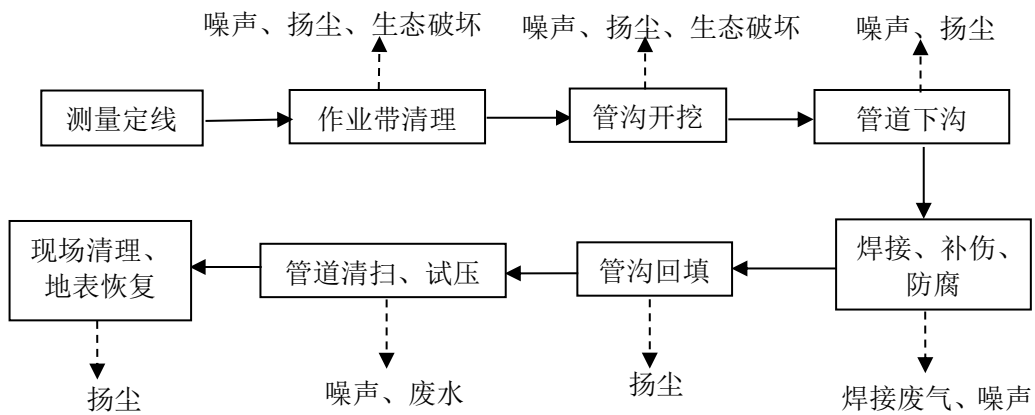 噪声、扬尘、生态破坏
噪声、扬尘、生态破坏
噪声、扬尘
测量定线
作业带清理
管沟开挖
管道下沟
现场清理、
地表恢复
管道清扫、试压
管沟回填
焊接、补伤、
防腐
扬尘
噪声、废水
扬尘
焊接废气、噪声